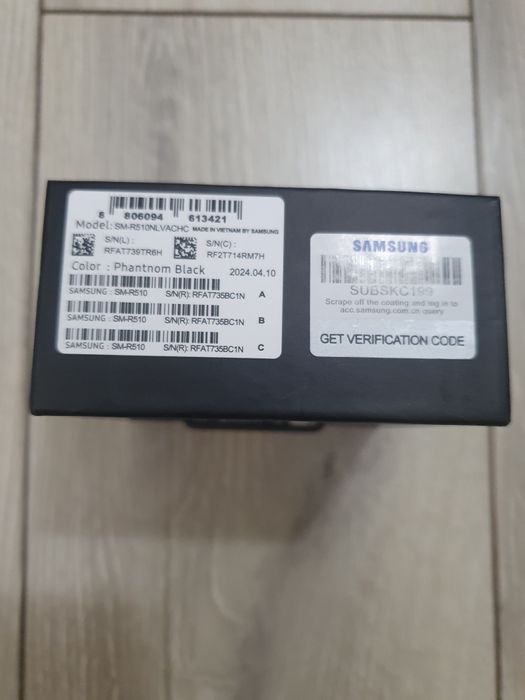 8 806094 613421
Model:SM-R510NLVACHC MADE IN VIETNAM BY SAMSUNG
S/N(L) :
RFAT739TR6H
S/N(C) :
RF2T714RM7H
Color : Phantnom Black 2024.04.10
SAMSUNG : SM-R510 S/N(R): RFAT735BC1N A
SAMSUNG : SM-R510 S/N(R): RFAT735BC1N B
SAMSUNG : SM-R510 S/N(R): RFAT735BC1N C
SAMSUNG
SUBSKC199
Scrape off the coating and log in to
acc.samsung.com.cn query
GET VERIFICATION CODE